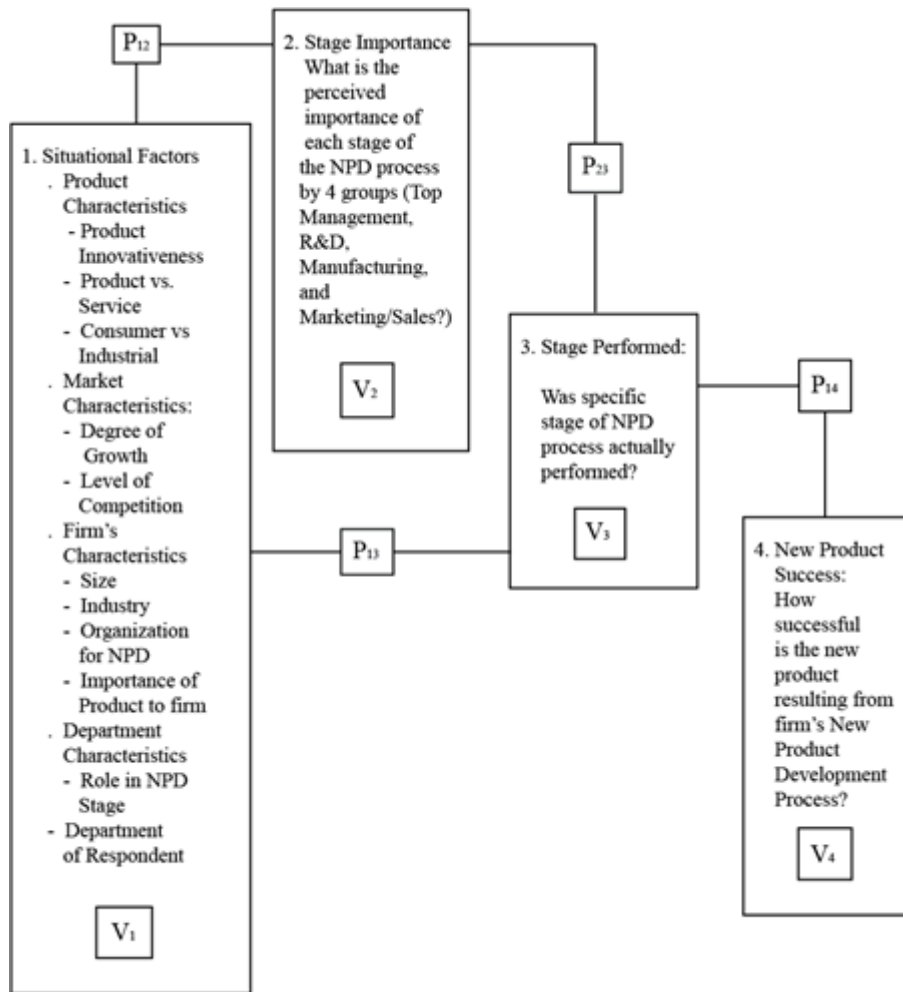 P12
2. Stage Importance
What is the
perceived
importance of
each stage of
the NPD process
by 4 groups (Top
Management,
R&D,
Manufacturing,
and
Marketing/Sales?)
V2
P23
1. Situational Factors
. Product
Characteristics
- Product
Innovativeness
- Product vs.
Service
- Consumer vs
Industrial
. Market
Characteristics:
- Degree of
Growth
- Level of
Competition
. Firm's
Characteristics
- Size
- Industry
- Organization
for NPD
- Importance of
Product to firm
. Department
Characteristics
- Role in NPD
Stage
- Department
of Respondent
V1
P13
3. Stage Performed:
Was specific
stage of NPD
process actually
performed?
V3
P14
4. New Product
Success:
How
successful
is the new
product
resulting from
firm's New
Product
Development
Process?
V4